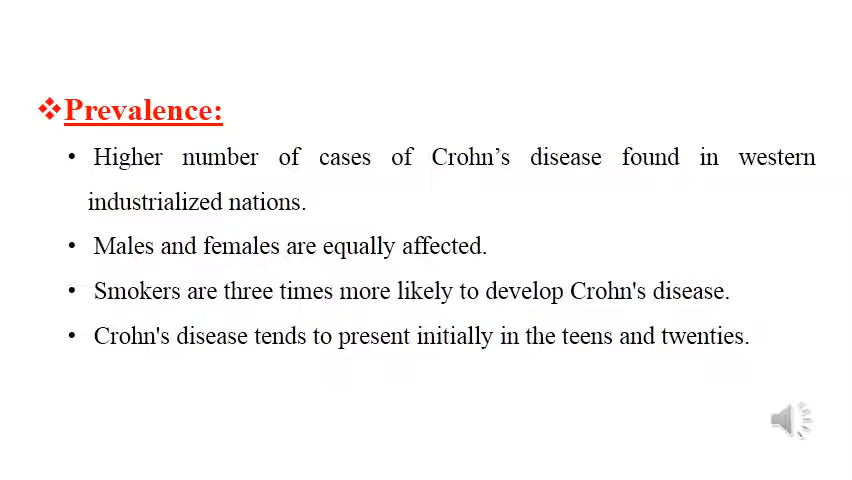 ❖Prevalence:
• Higher number of cases of Crohn’s disease found in western
industrialized nations.
• Males and females are equally affected.
• Smokers are three times more likely to develop Crohn's disease.
• Crohn's disease tends to present initially in the teens and twenties.